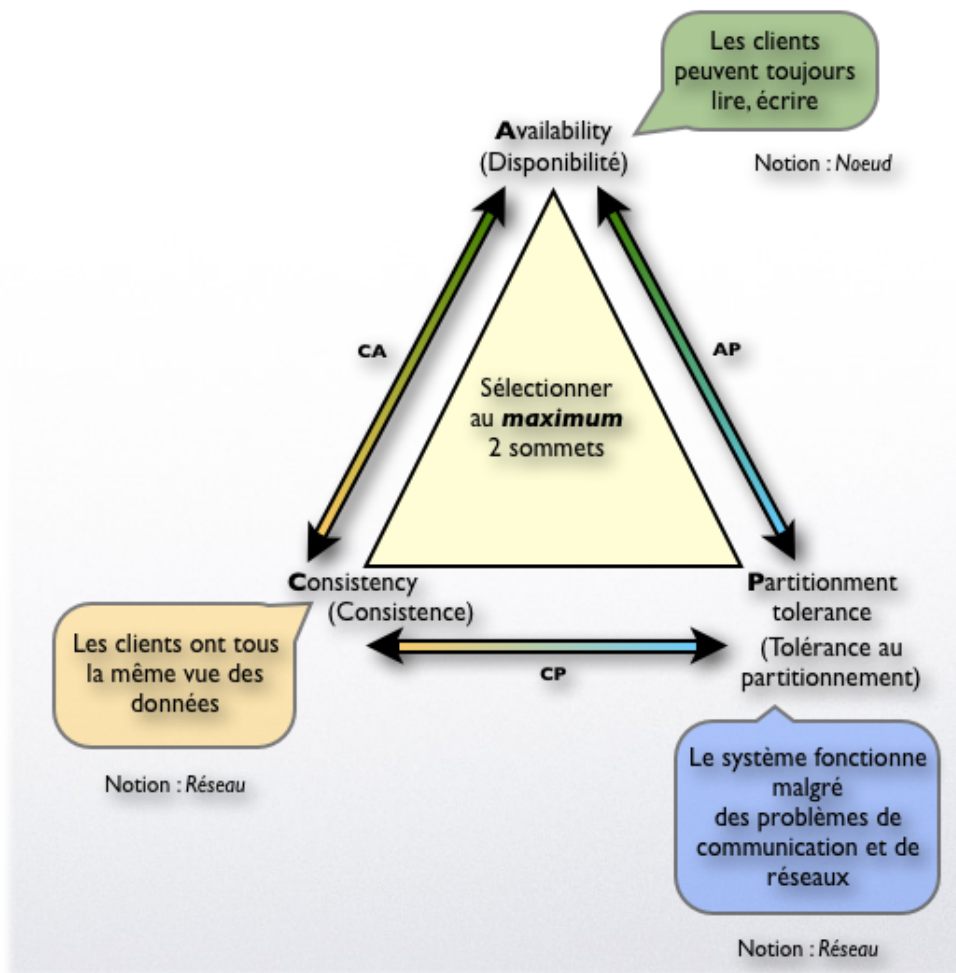 Les clients
peuvent toujours
lire, écrire
Availability
(Disponibilité)
Notion : Noeud
CA
AP
Sélectionner
au maximum
2 sommets
Consistency
(Consistence)
Partitionment
tolerance
(Tolérance au
partitionnement)
CP
Les clients ont tous
la même vue des
données
Notion : Réseau
Le système fonctionne
malgré
des problèmes de
communication et de
réseaux
Notion : Réseau